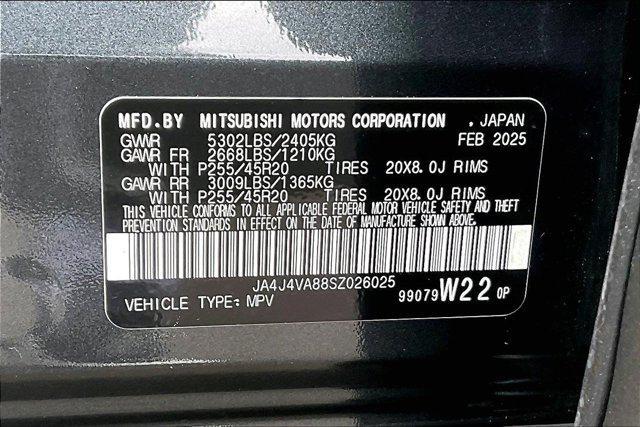 MFD.BY MITSUBISHI MOTORS CORPORATION , JAPAN
GVWR 5302LBS/2405KG FEB 2025
GAWR FR 2668LBS/1210KG
WITH P255/45R20 TIRES 20X8.0J RIMS
GAWR RR 3009LBS/1365KG
WITH P255/45R20 TIRES 20X8.0J RIMS
THIS VEHICLE CONFORMS TO ALL APPLICABLE FEDERAL MOTOR VEHICLE SAFETY AND THEFT
PREVENTION STANDARDS IN EFFECT ON THE DATE OF MANUFACTURE SHOWN ABOVE.
JA4J4VA88SZ026025
VEHICLE TYPE: MPV 99079 W22 0P